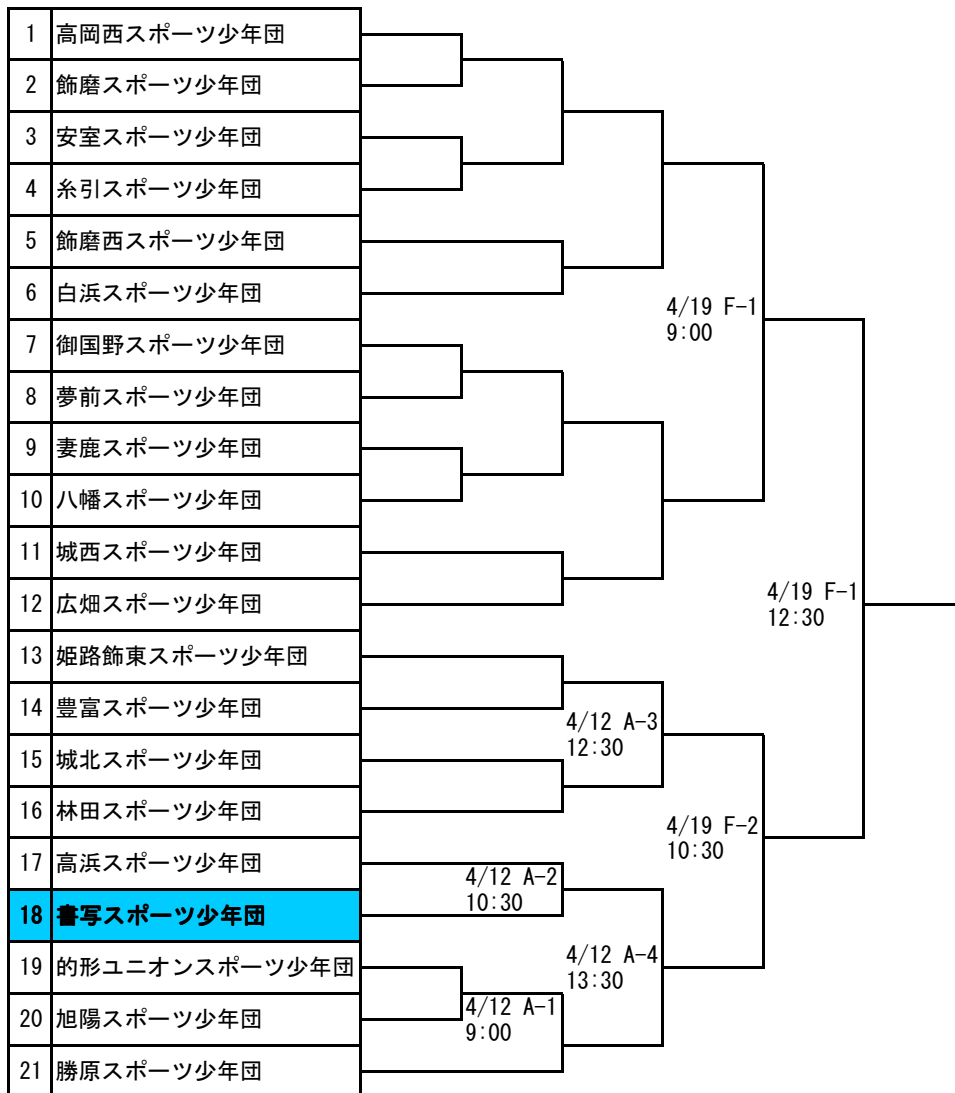 1 高岡西スポーツ少年団
2 飾磨スポーツ少年団
3 安室スポーツ少年団
4 糸引スポーツ少年団
5 飾磨西スポーツ少年団
6 白浜スポーツ少年団
7 御国野スポーツ少年団
8 夢前スポーツ少年団
9 妻鹿スポーツ少年団
10 八幡スポーツ少年団
11 城西スポーツ少年団
12 広畑スポーツ少年団
13 姫路飾東スポーツ少年団
14 豊富スポーツ少年団
15 城北スポーツ少年団
16 林田スポーツ少年団
17 高浜スポーツ少年団
18 書写スポーツ少年団
19 的形ユニオンスポーツ少年団
20 旭陽スポーツ少年団
21 勝原スポーツ少年団
4/12 A-2
10:30
4/12 A-1
9:00
4/12 A-3
12:30
4/12 A-4
13:30
4/19 F-1
9:00
4/19 F-2
10:30
4/19 F-1
12:30